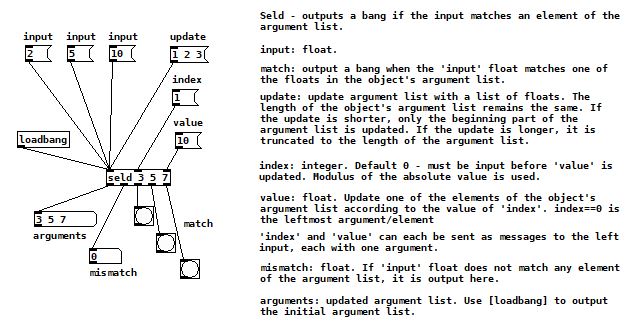 input
input
input
update
2
5
10
1 2 3
index
1
value
10
loadbang
seld 3 5 7
3 5 7
arguments
0
mismatch
match
Seld - outputs a bang if the input matches an element of the
argument list.
input: float.
match: output a bang when the 'input' float matches one of
the floats in the object's argument list.
update: update argument list with a list of floats. The
length of the object's argument list remains the same. If
the update is shorter, only the beginning part of the
argument list is updated. If the update is longer, it is
truncated to the length of the argument list.
index: integer. Default 0 - must be input before 'value' is
updated. Modulus of the absolute value is used.
value: float. Update one of the elements of the object's
argument list according to the value of 'index'. index==0 is
the leftmost argument/element
'index' and 'value' can each be sent as messages to the left
input, each with one argument.
mismatch: float. If 'input' float does not match any element
of the argument list, it is output here.
arguments: updated argument list. Use [loadbang] to output
the initial argument list.